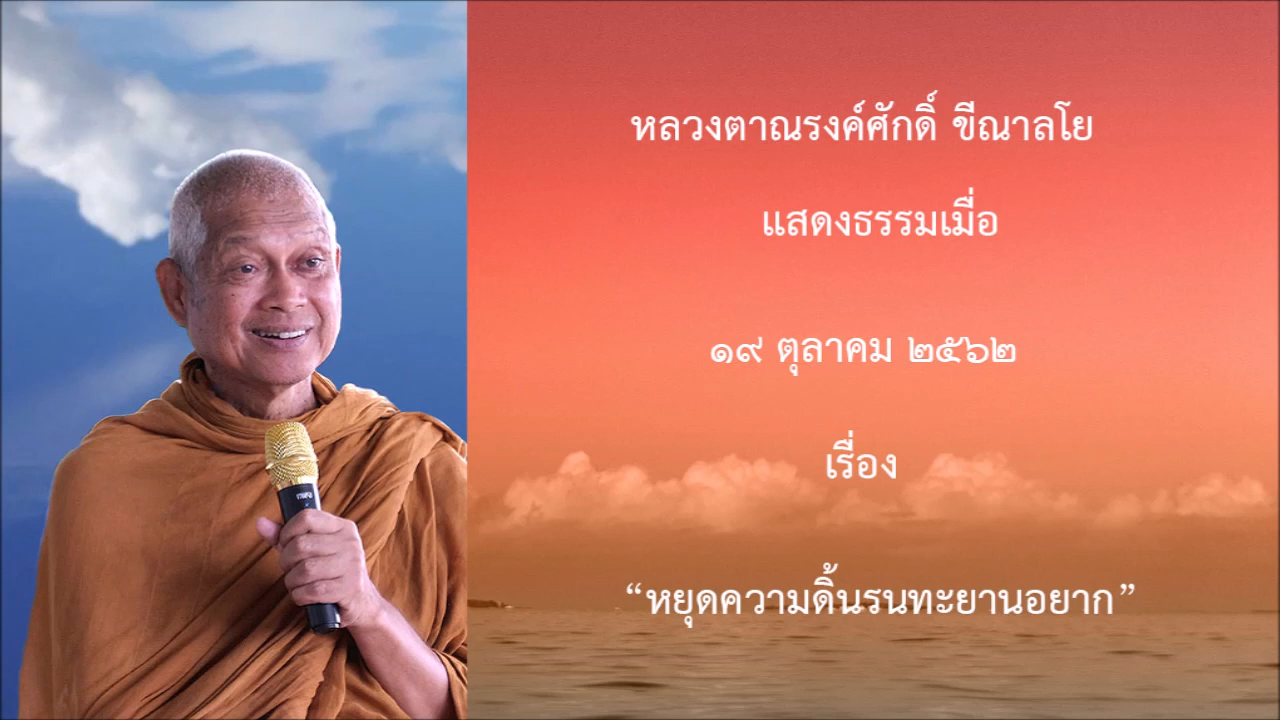 หลวงตาณรงค์ศักดิ์ ขีณาลโย
แสดงธรรมเมื่อ
๑๙ ตุลาคม ๒๕๖๒
เรื่อง
“หยุดความดิ้นรนทะยานอยาก”